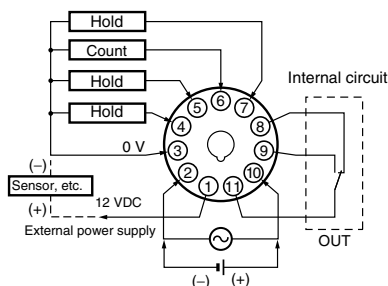 Hold
Count
Hold
Hold
0 V
(−)
Sensor, etc.
(+)
12 VDC
External power supply
(−) (+)
6
5 7
4 8
3 9
2 10
1 11
Internal circuit
OUT